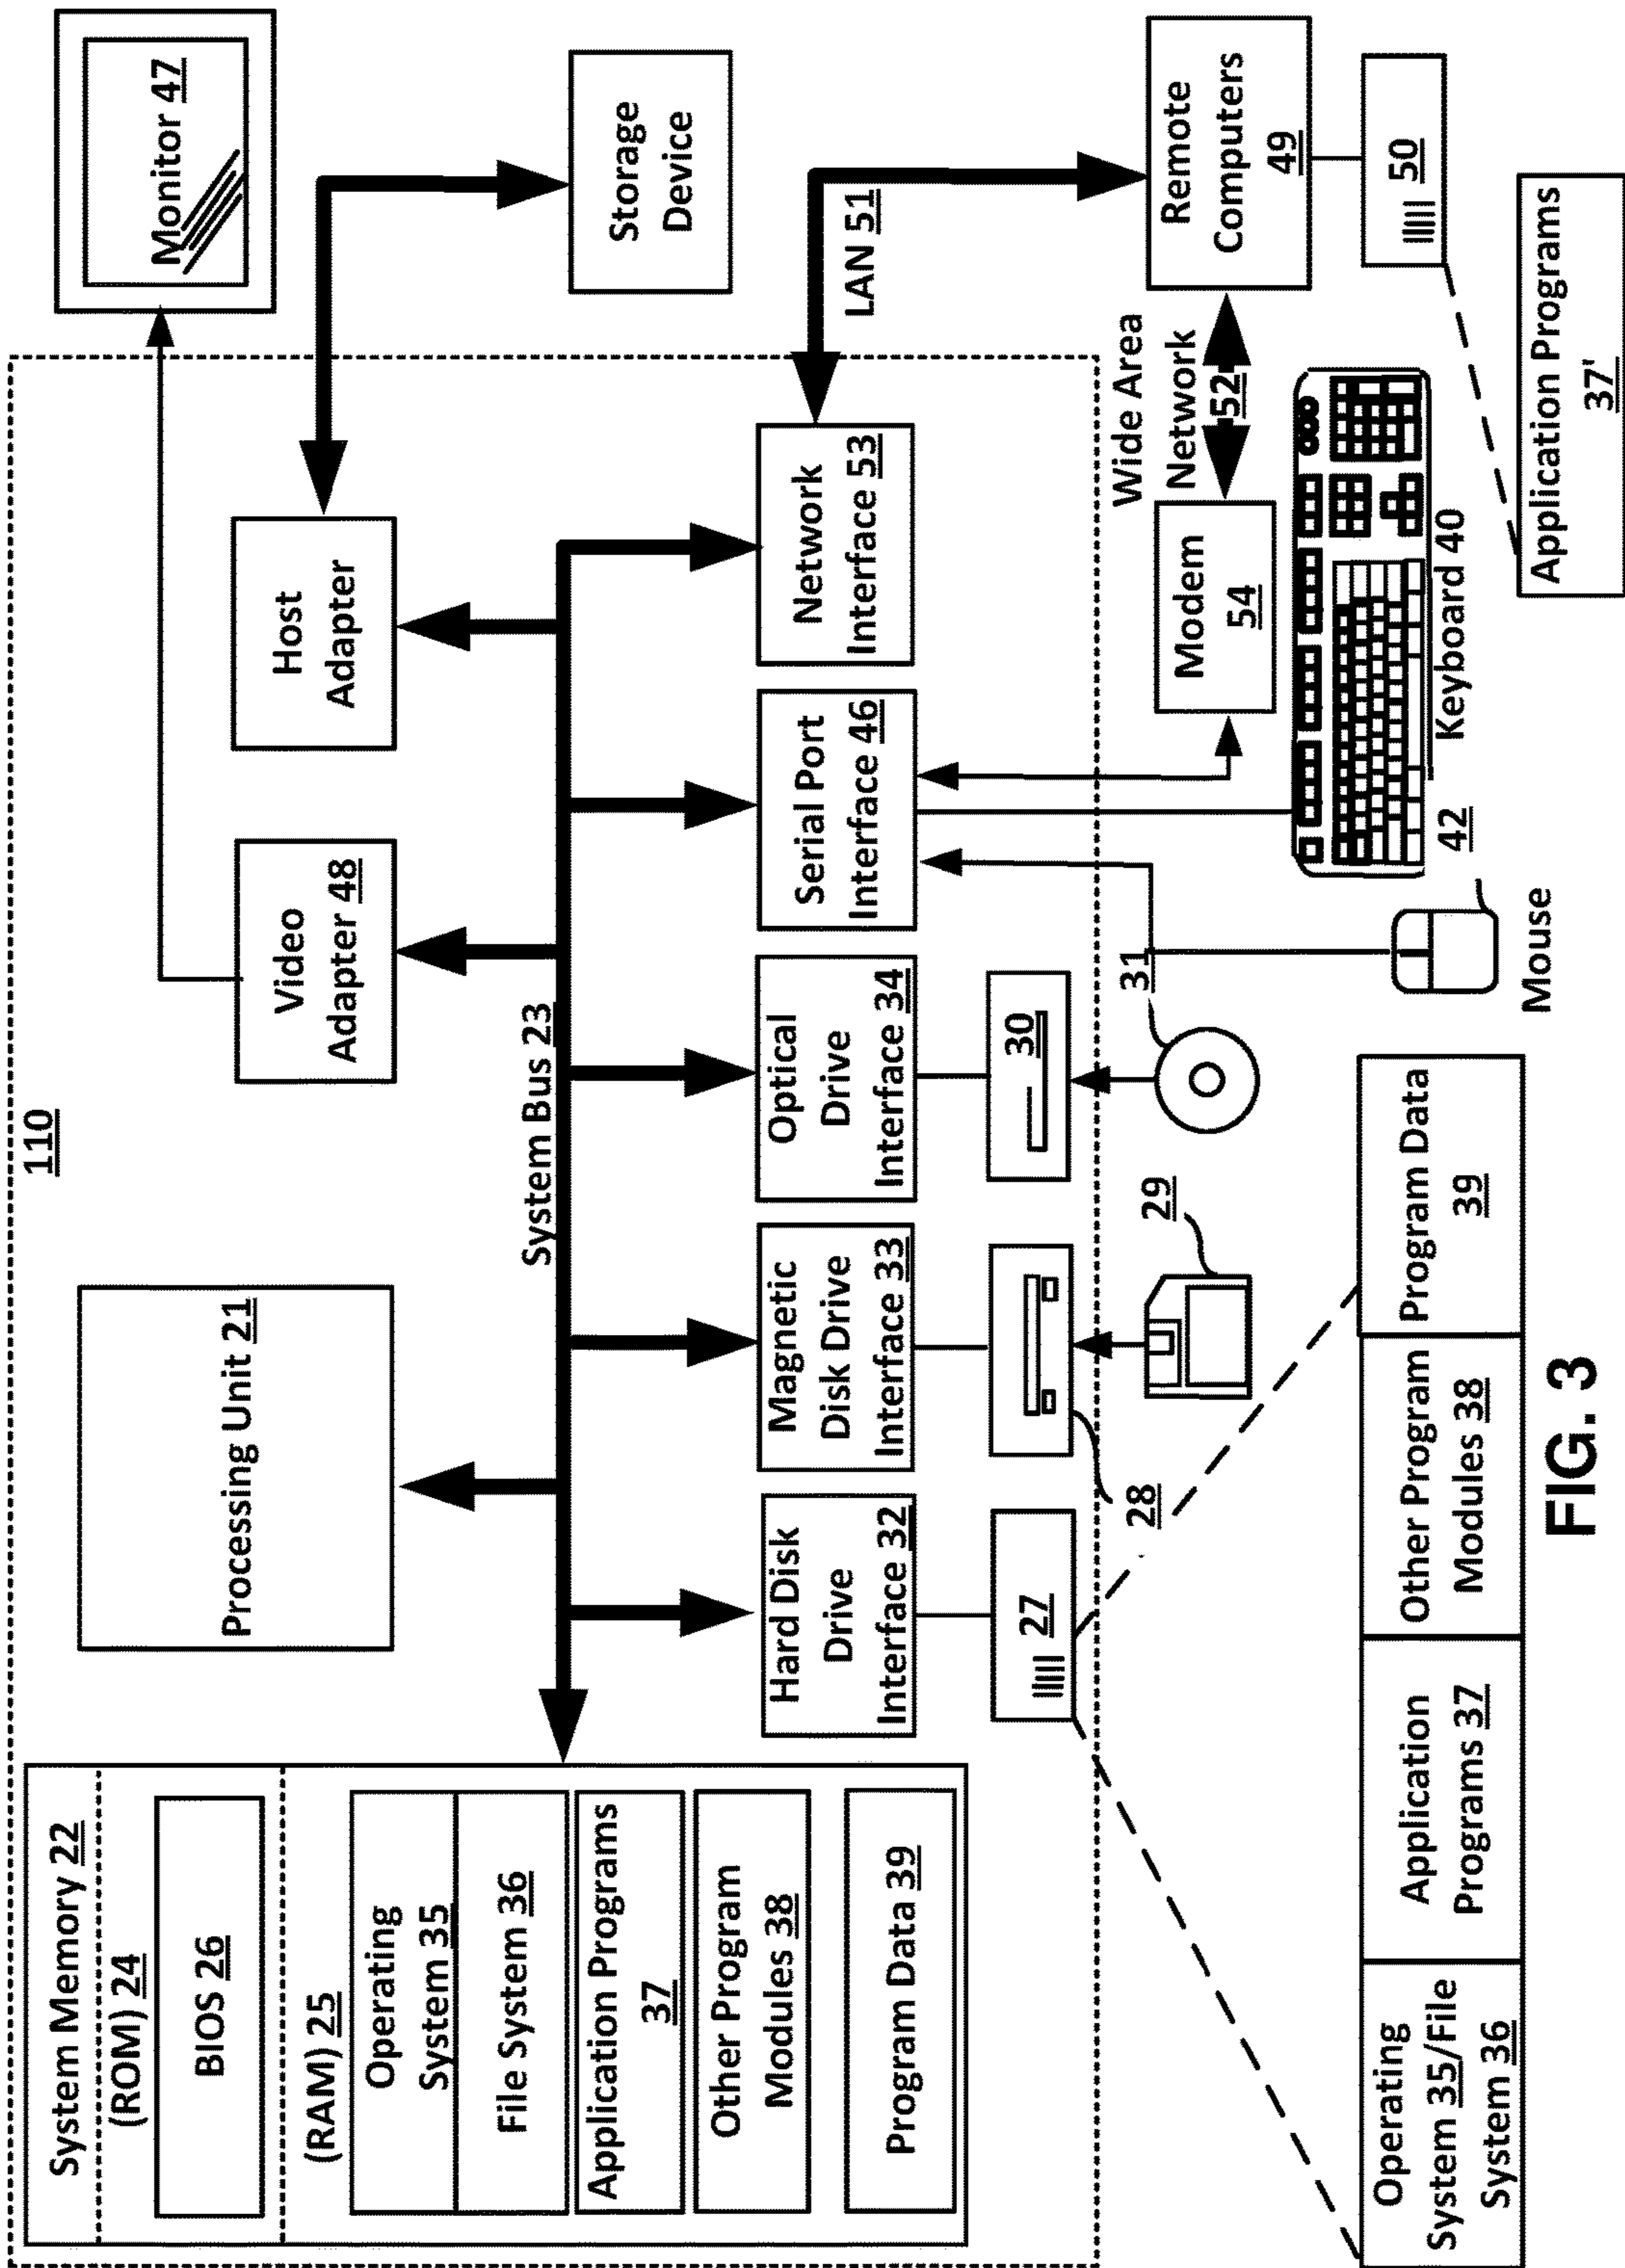 110
System Memory 22
(ROM) 24
BIOS 26
(RAM) 25
Operating
System 35
File System 36
Application Programs
37
Other Program
Modules 38
Program Data 39
Processing Unit 21
Video
Adapter 48
Host
Adapter
Monitor 47
Storage
Device
System Bus 23
Hard Disk
Drive
Interface 32
Magnetic
Disk Drive
Interface 33
Optical
Drive
Interface 34
Serial Port
Interface 46
Network
Interface 53
LAN 51
27
28
29
30
31
Modem
54
Wide Area
Network
52
Remote
Computers
49
50
Keyboard 40
42
Mouse
Application Programs
37'
Operating
System 35/File
System 36
Application
Programs 37
Other Program
Modules 38
Program Data
39
FIG. 3